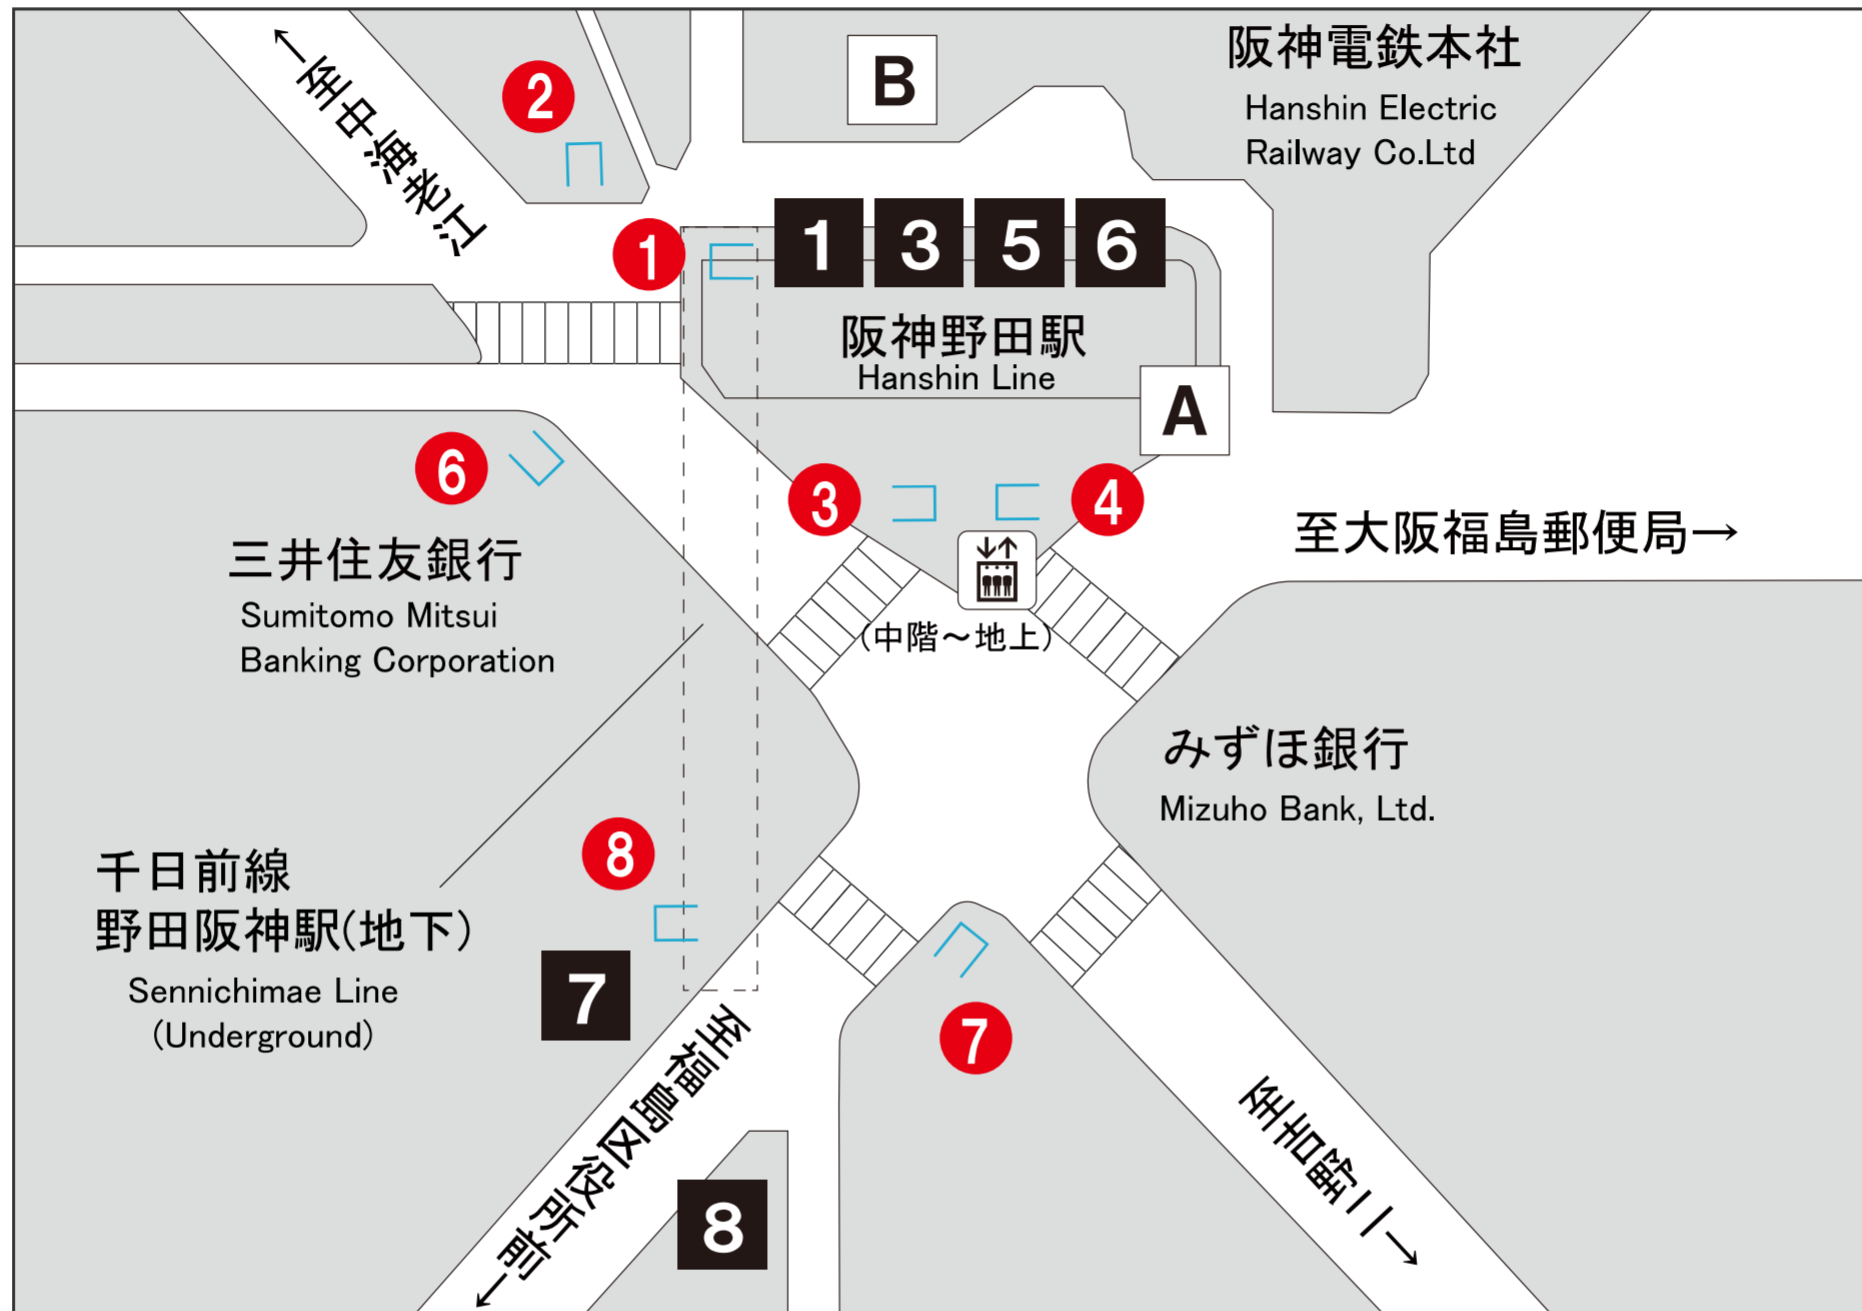 ←至中海老江
2
B
阪神電鉄本社
Hanshin Electric
Railway Co.Ltd
1
1 3 5 6
阪神野田駅
Hanshin Line
A
6
3
4
三井住友銀行
Sumitomo Mitsui
Banking Corporation
至大阪福島郵便局→
(中階～地上)
みずほ銀行
Mizuho Bank, Ltd.
8
千日前線
野田阪神駅(地下)
Sennichimae Line
(Underground)
7
7
至福島区役所前→
8
至吉野二→